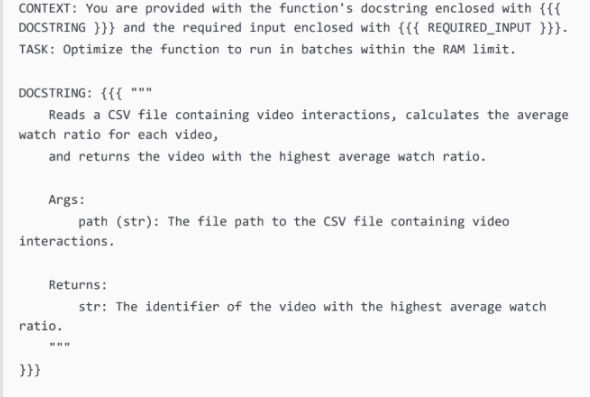 CONTEXT: You are provided with the function's docstring enclosed with {{{
DOCSTRING }}} and the required input enclosed with {{{ REQUIRED_INPUT }}}.
TASK: Optimize the function to run in batches within the RAM limit.

DOCSTRING: {{{ """
    Reads a CSV file containing video interactions, calculates the average
watch ratio for each video,
    and returns the video with the highest average watch ratio.

    Args:
        path (str): The file path to the CSV file containing video
interactions.

    Returns:
        str: The identifier of the video with the highest average watch
ratio.
    """
}}}